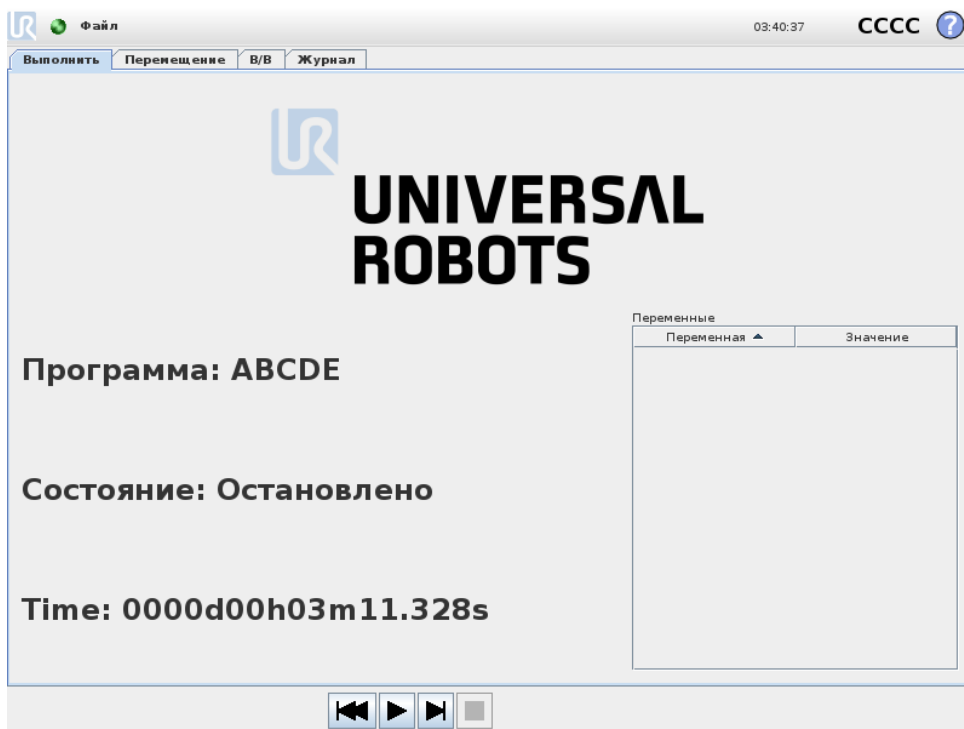 Файл
03:40:37
CCCC
?
Выполнить
Перемещение
В/В
Журнал
UR
UNIVERSAL
ROBOTS
Переменные
Переменная
Значение
Программа: ABCDE
Состояние: Остановлено
Time: 0000d00h03m11.328s